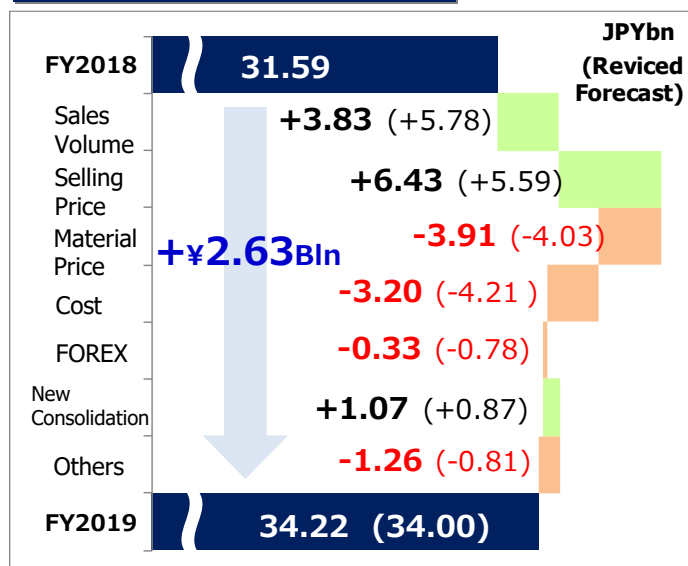 JPYbn
(Reviced
Forecast)
FY2018
31.59
Sales
Volume
+3.83 (+5.78)
Selling
Price
+6.43 (+5.59)
Material
Price
-3.91 (-4.03)
+¥2.63Bln
Cost
-3.20 (-4.21 )
FOREX
-0.33 (-0.78)
New
Consolidation
+1.07 (+0.87)
Others
-1.26 (-0.81)
FY2019
34.22 (34.00)